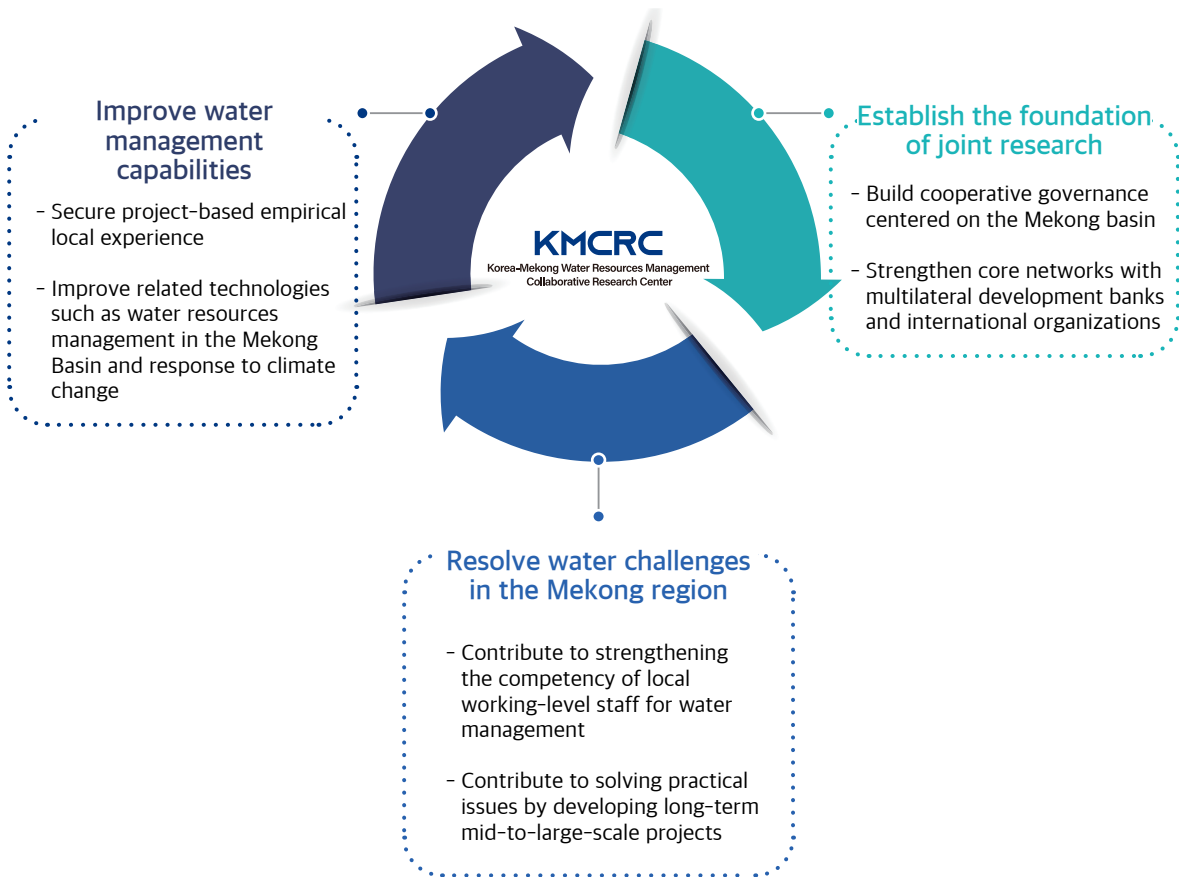 Improve water
management
capabilities
- Secure project-based empirical
local experience
- Improve related technologies
such as water resources
management in the Mekong
Basin and response to climate
change
KMCRC
Korea-Mekong Water Resources Management
Collaborative Research Center
Establish the foundation
of joint research
- Build cooperative governance
centered on the Mekong basin
- Strengthen core networks with
multilateral development banks
and international organizations
Resolve water challenges
in the Mekong region
- Contribute to strengthening
the competency of local
working-level staff for water
management
- Contribute to solving practical
issues by developing long-term
mid-to-large-scale projects